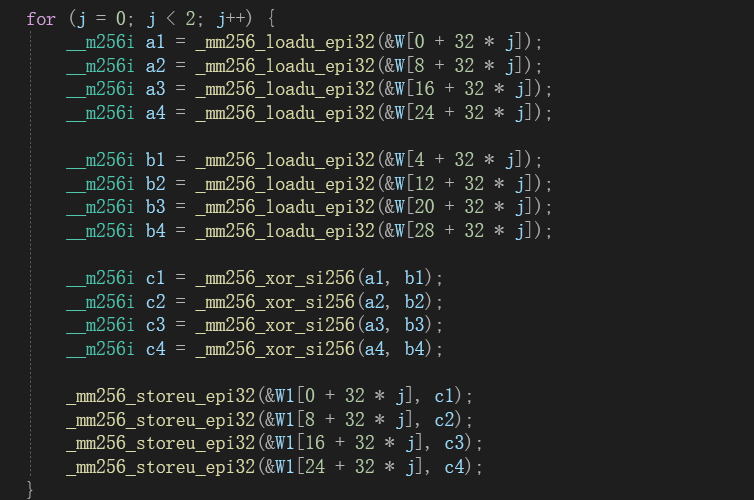 for (j = 0; j < 2; j++) {
    __m256i a1 = _mm256_loadu_epi32(&W[0 + 32 * j]);
    __m256i a2 = _mm256_loadu_epi32(&W[8 + 32 * j]);
    __m256i a3 = _mm256_loadu_epi32(&W[16 + 32 * j]);
    __m256i a4 = _mm256_loadu_epi32(&W[24 + 32 * j]);

    __m256i b1 = _mm256_loadu_epi32(&W[4 + 32 * j]);
    __m256i b2 = _mm256_loadu_epi32(&W[12 + 32 * j]);
    __m256i b3 = _mm256_loadu_epi32(&W[20 + 32 * j]);
    __m256i b4 = _mm256_loadu_epi32(&W[28 + 32 * j]);

    __m256i c1 = _mm256_xor_si256(a1, b1);
    __m256i c2 = _mm256_xor_si256(a2, b2);
    __m256i c3 = _mm256_xor_si256(a3, b3);
    __m256i c4 = _mm256_xor_si256(a4, b4);

    _mm256_storeu_epi32(&W1[0 + 32 * j], c1);
    _mm256_storeu_epi32(&W1[8 + 32 * j], c2);
    _mm256_storeu_epi32(&W1[16 + 32 * j], c3);
    _mm256_storeu_epi32(&W1[24 + 32 * j], c4);
}